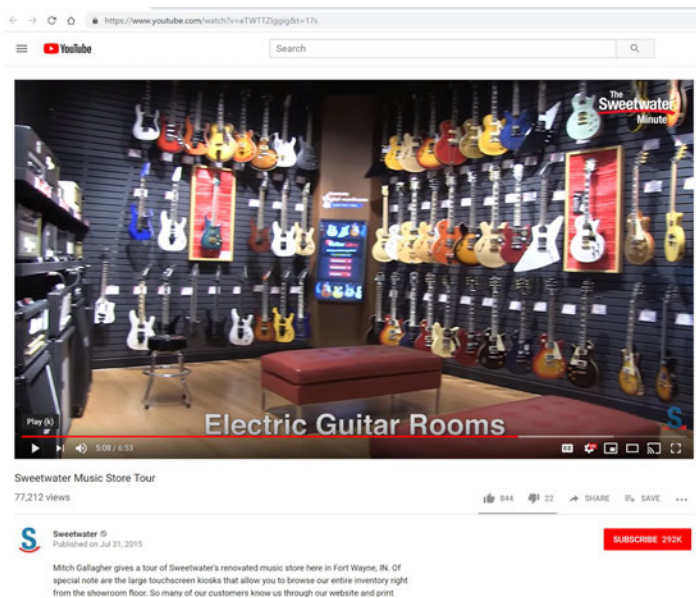 https://www.youtube.com/watch?v=eTWTTZlggig&t=17s
YouTube
Search
The
Sweetwater
Minute
Electric Guitar Rooms
Play (k)
5:08 / 6:53
CC
HD
S
Sweetwater Music Store Tour
77,212 views
844 22 SHARE SAVE
S Sweetwater
Published on Jul 31, 2015
SUBSCRIBE 292K
Mitch Gallagher gives a tour of Sweetwater's renovated music store here in Fort Wayne, IN. Of
special note are the large touchscreen kiosks that allow you to browse our entire inventory right
from the showroom floor. So many of our customers know us through our website and print